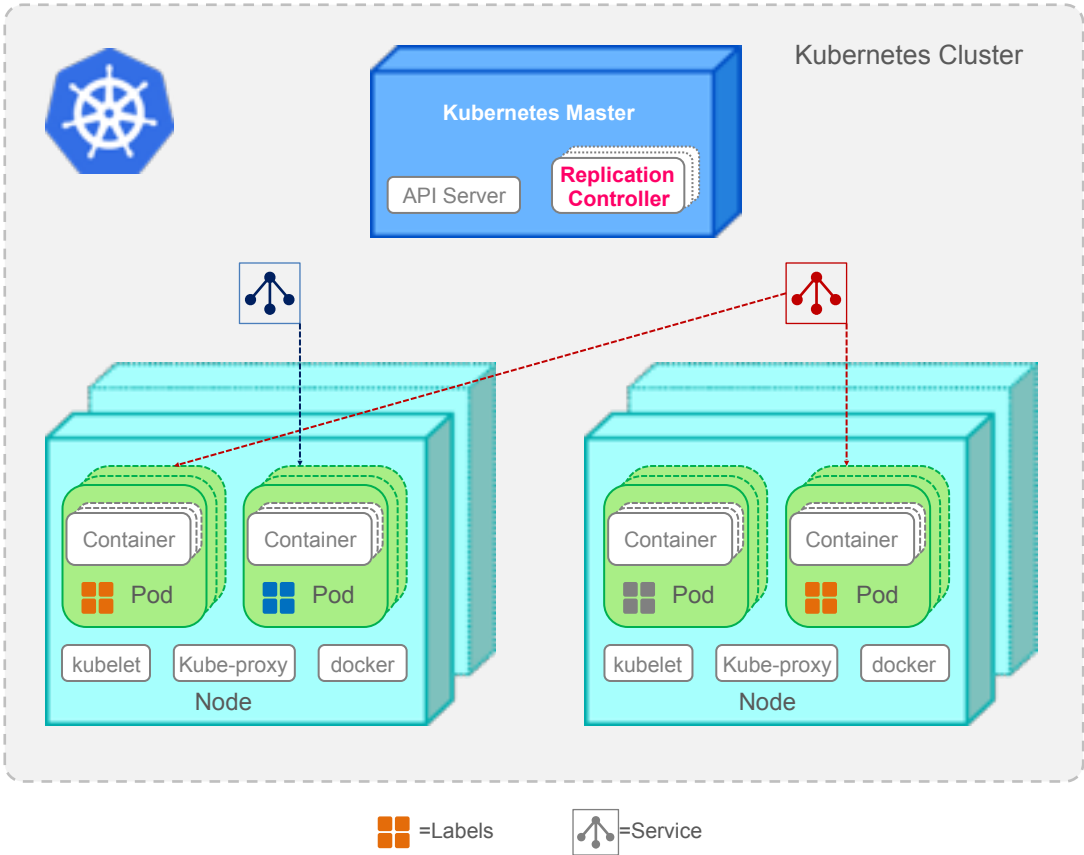 Kubernetes Cluster
Kubernetes Master
API Server
Replication
Controller
Container
Container
Container
Container
Pod
Pod
Pod
Pod
kubelet
Kube-proxy
docker
kubelet
Kube-proxy
docker
Node
Node
=Labels
=Service